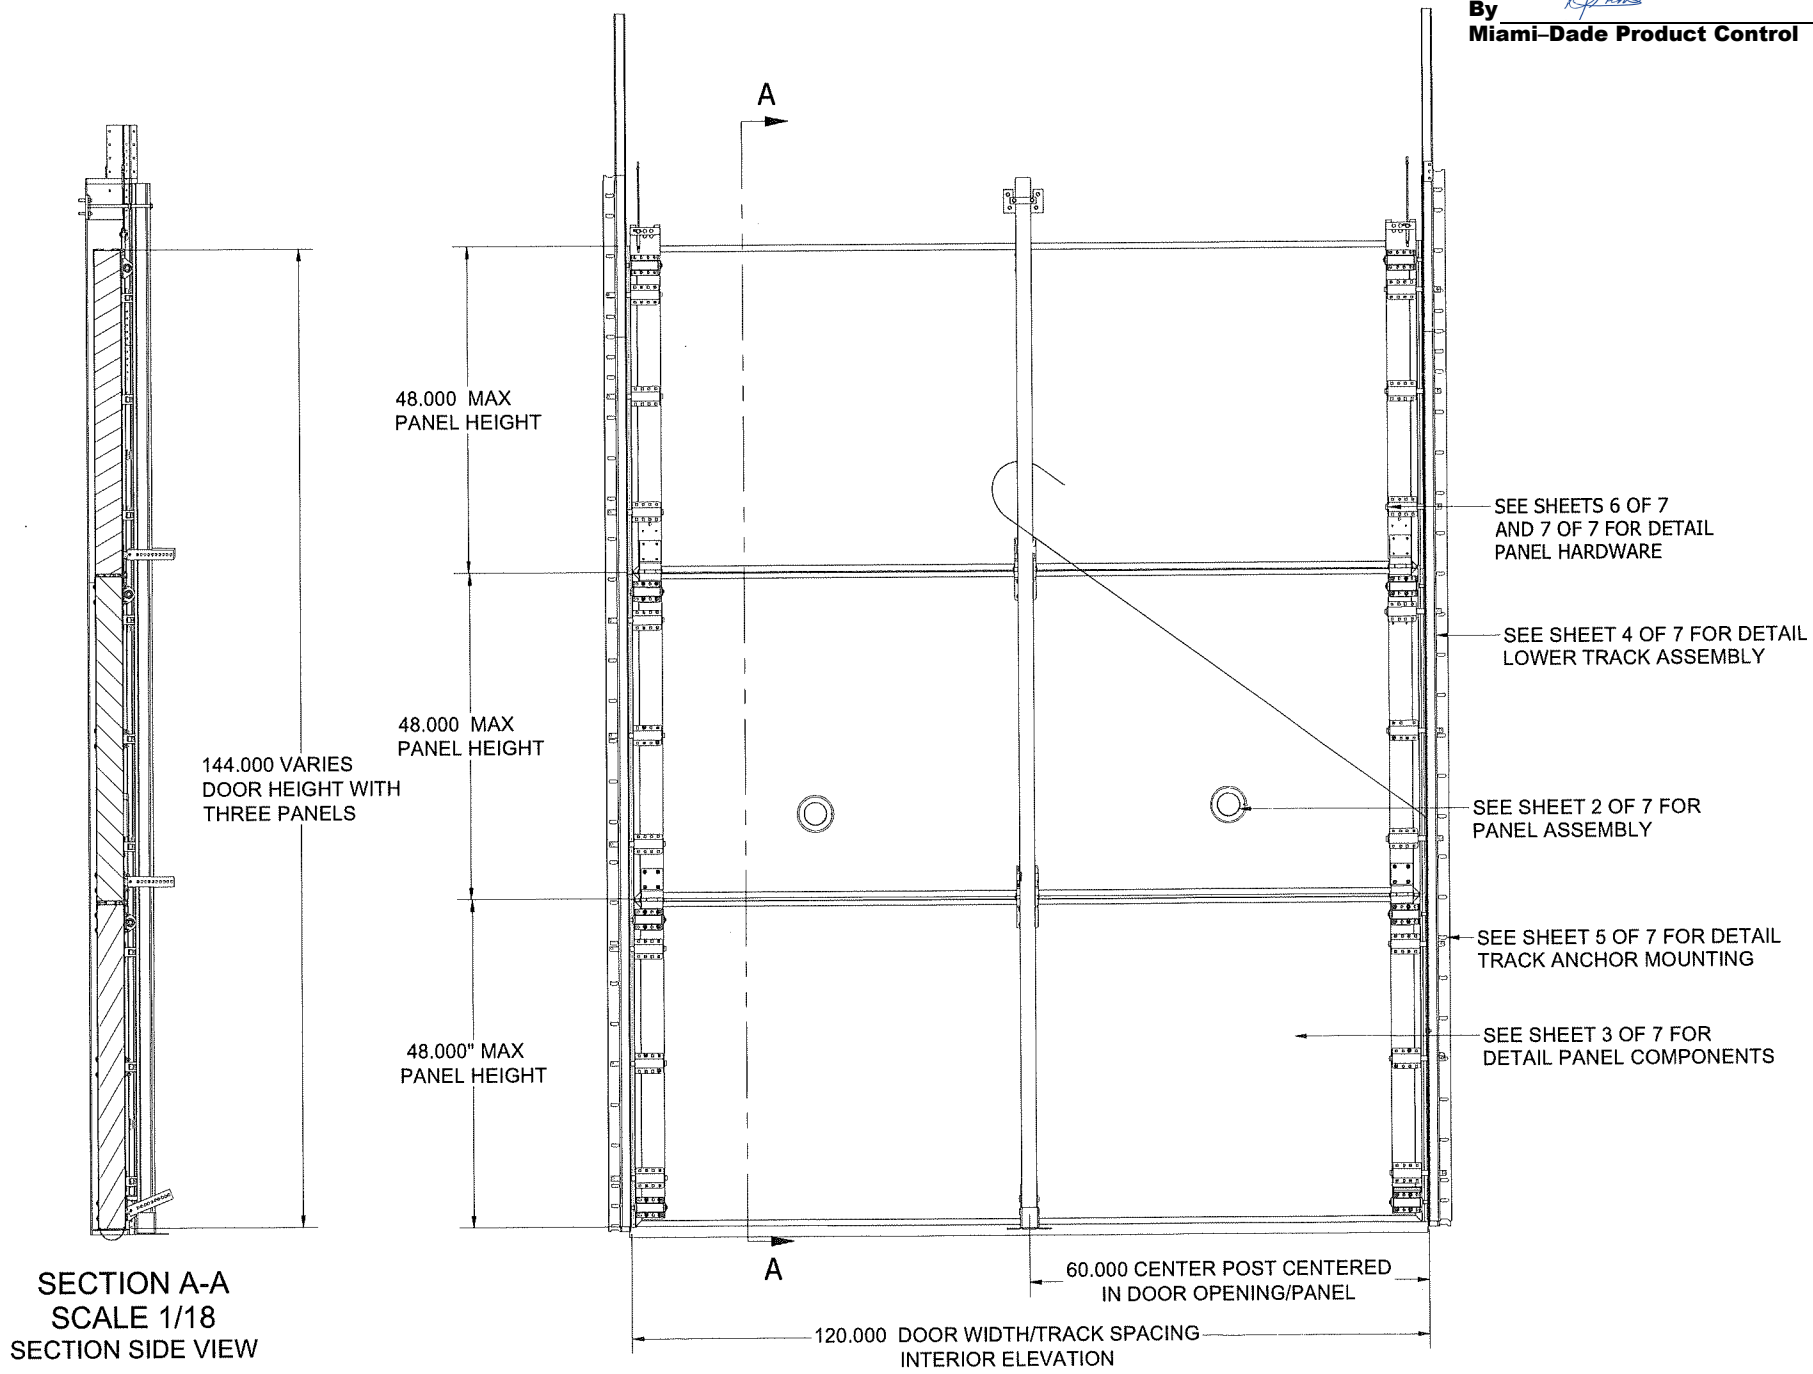 By
Miami–Dade Product Control
A
48.000 MAX
PANEL HEIGHT
SEE SHEETS 6 OF 7
AND 7 OF 7 FOR DETAIL
PANEL HARDWARE
SEE SHEET 4 OF 7 FOR DETAIL
LOWER TRACK ASSEMBLY
48.000 MAX
PANEL HEIGHT
144.000 VARIES
DOOR HEIGHT WITH
THREE PANELS
SEE SHEET 2 OF 7 FOR
PANEL ASSEMBLY
SEE SHEET 5 OF 7 FOR DETAIL
TRACK ANCHOR MOUNTING
48.000" MAX
PANEL HEIGHT
SEE SHEET 3 OF 7 FOR
DETAIL PANEL COMPONENTS
A
60.000 CENTER POST CENTERED
IN DOOR OPENING/PANEL
120.000 DOOR WIDTH/TRACK SPACING
INTERIOR ELEVATION
SECTION A-A
SCALE 1/18
SECTION SIDE VIEW